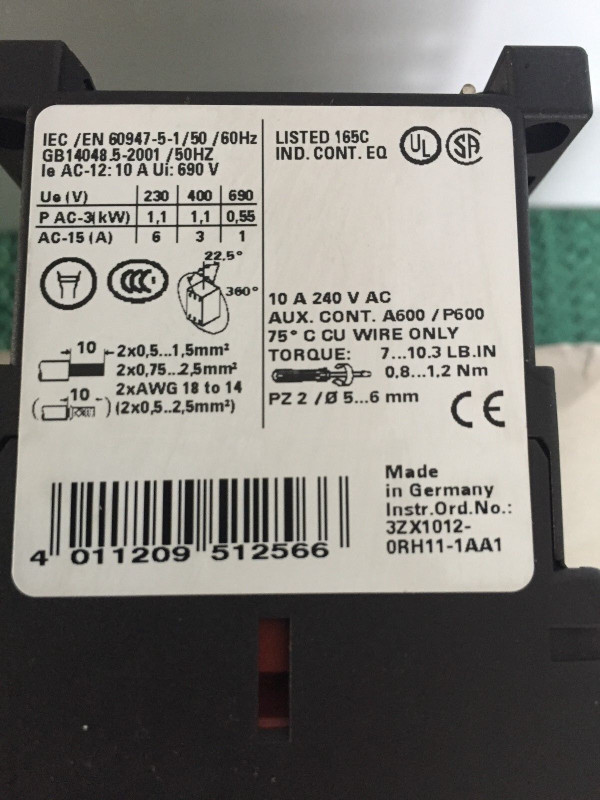 IEC /EN 60947-5-1/50 /60Hz
GB14048.5-2001 /50HZ
Ie AC-12: 10 A Ui: 690 V
Ue (V) 230 400 690
P AC-3(kW) 1,1 1,1 0,55
AC-15 (A) 6 3 1
22,5°
360°
10 2x0,5...1,5mm²
2x0,75...2,5mm²
2xAWG 18 to 14
( 10 ) (2x0,5...2,5mm²)
LISTED 165C
IND. CONT. EQ
UL
SA
CCC
10 A 240 V AC
AUX. CONT. A600 /P600
75° C CU WIRE ONLY
TORQUE: 7...10.3 LB.IN
0,8...1,2 Nm
PZ 2 /Ø 5...6 mm
CE
Made
in Germany
Instr.Ord.No.:
3ZX1012-
0RH11-1AA1
4 011209 512566